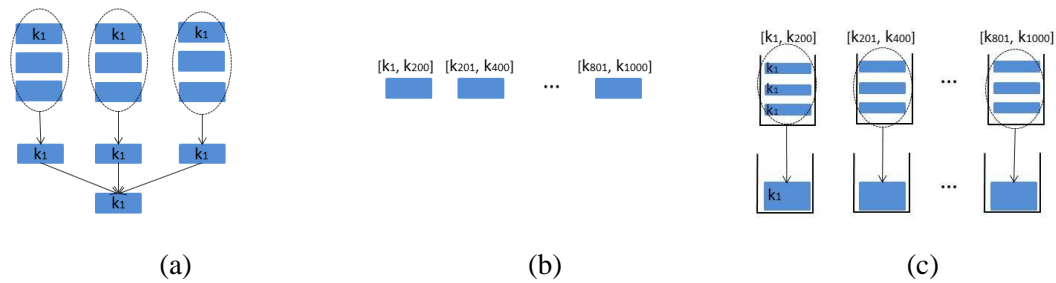 k1 k1 k1
k1 k1 k1
k1
(a)
[k1, k200] [k201, k400] [k801, k1000]
...
(b)
[k1, k200] [k201, k400] [k801, k1000]
k1
k1
k1
...
k1
...
(c)